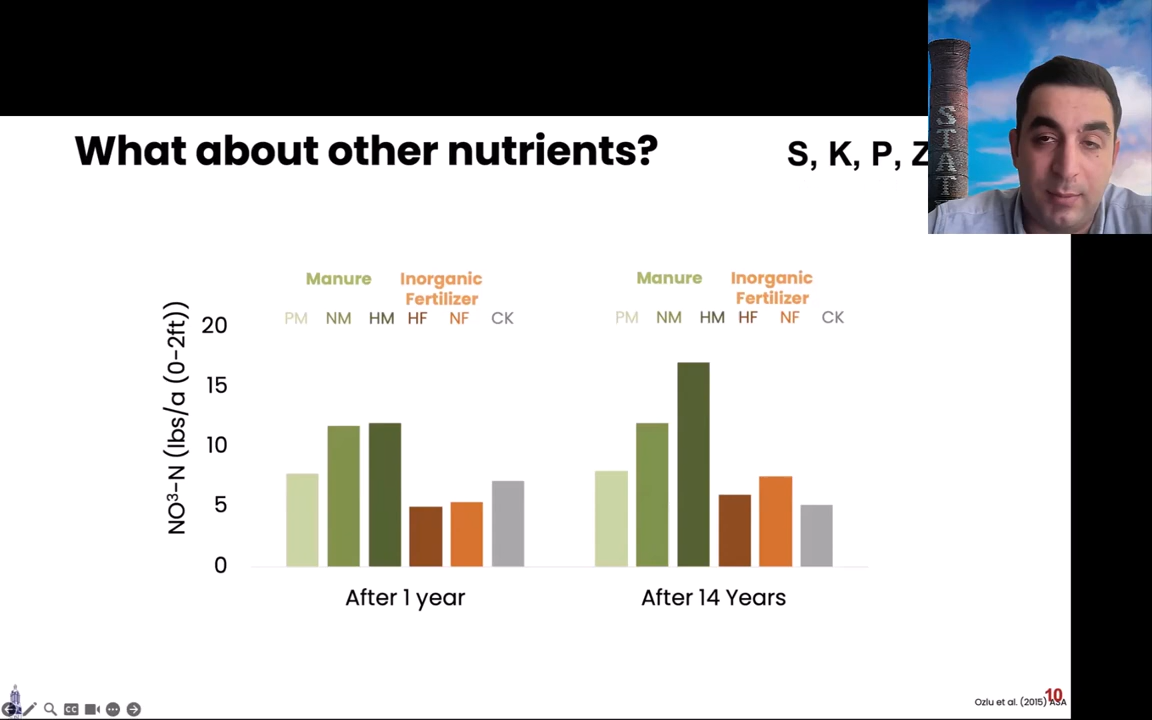 What about other nutrients?
S, K, P, Z
STAT
Manure Inorganic Fertilizer
PM NM HM HF NF CK
Manure Inorganic Fertilizer
PM NM HM HF NF CK
NO³-N (lbs/a (0-2ft))
20
15
10
5
0
After 1 year
After 14 Years
CC
10
Ozlu et al. (2015) ASA